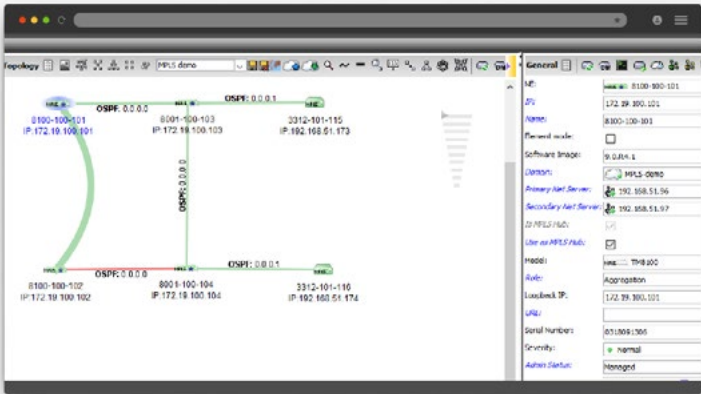 Topology
MPLS demo
General
OSPF: 0.0.0.0
OSPF: 0.0.0.1
8100-100-101
IP:172.19.100.101
8001-100-103
IP:172.19.100.103
3312-101-115
IP:192.168.51.173
OSPF: 0.0.0.0
OSPF: 0.0.0.0
OSPF: 0.0.0.1
8100-100-102
IP:172.19.100.102
8001-100-104
IP:172.19.100.104
3312-101-116
IP:192.168.51.174
NE: 8100-100-101
IP: 172.19.100.101
Name: 8100-100-101
Element mode:
Software Image: 9.0.R4.1
Domain: MPLS-demo
Primary Net Server: 192.168.51.96
Secondary Net Server: 192.168.51.97
Is MPLS Hub:
Use as MPLS Hub:
Model: TM8100
Role: Aggregation
Loopback IP: 172.19.100.101
URL:
Serial Number: 0318091306
Severity: Normal
Admin Status: Managed